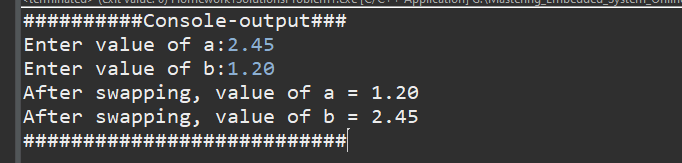 ##########Console-output###
Enter value of a:2.45
Enter value of b:1.20
After swapping, value of a = 1.20
After swapping, value of b = 2.45
###########################